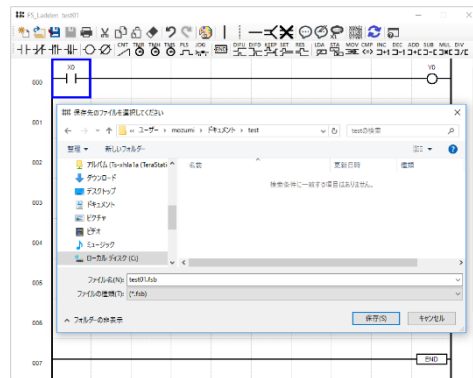 FS_Ladder: test01
CNT TMR TMH TMS PLS JOG END DIFU DIFD KEEP SET RES LDA STA MOV CMP INC DEC ADD SUB MUL DIV
X0 Y0
000
保存先のファイルを選択してください
001
« ユーザー › mozumi › ドキュメント › test testの検索
整理 新しいフォルダー
002
アルバム (Ts-xhla1a (TeraStati 名前 更新日時 種類
ダウンロード 検索条件に一致する項目はありません。
デスクトップ
003
ドキュメント
ピクチャ
ビデオ
004
ミュージック
ローカル ディスク (C:)
005
ファイル名(N): test01.fsb
ファイルの種類(T): (*.fsb)
006
フォルダーの非表示 保存(S) キャンセル
007
END